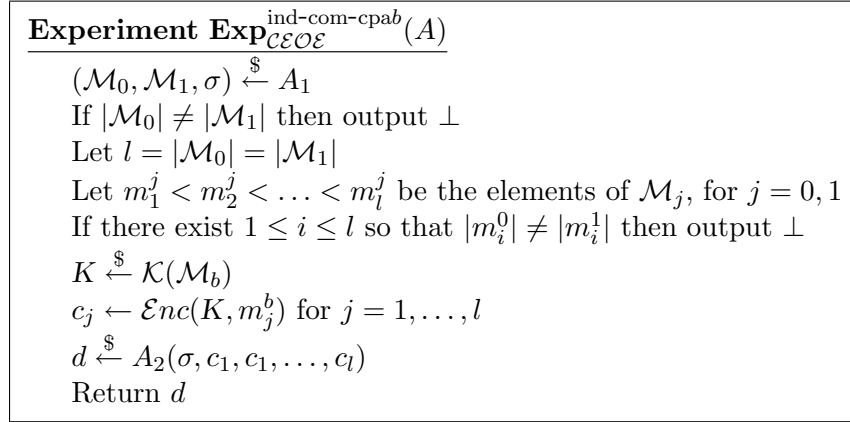 Experiment Exp^{ind-com-cpab}_{𝒞ℰ𝒪ℰ}(A)
(ℳ_0, ℳ_1, σ) ←^$ A_1
If |ℳ_0| ≠ |ℳ_1| then output ⊥
Let l = |ℳ_0| = |ℳ_1|
Let m^j_1 < m^j_2 < … < m^j_l be the elements of ℳ_j, for j = 0, 1
If there exist 1 ≤ i ≤ l so that |m^0_i| ≠ |m^1_i| then output ⊥
K ←^$ 𝒦(ℳ_b)
c_j ← ℰnc(K, m^b_j) for j = 1, …, l
d ←^$ A_2(σ, c_1, c_1, …, c_l)
Return d